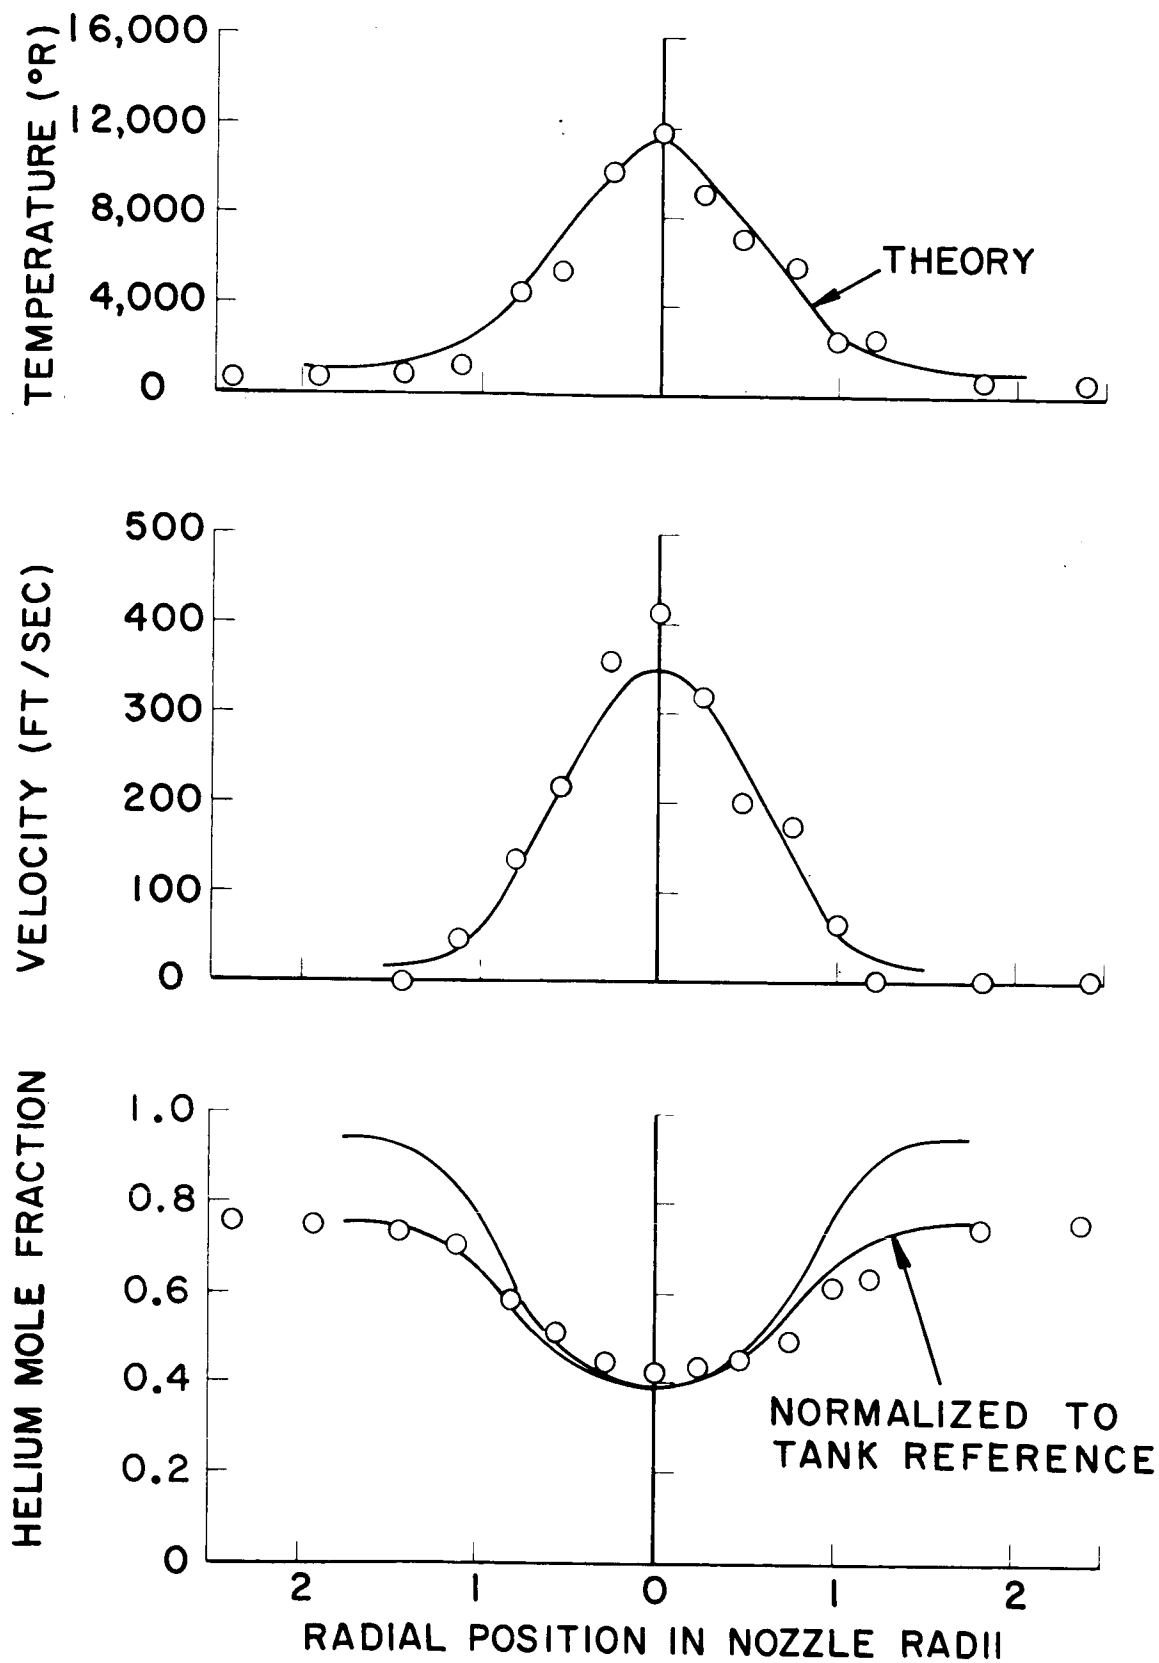 TEMPERATURE (°R)
16,000
12,000
8,000
4,000
0
THEORY
VELOCITY (FT/SEC)
500
400
300
200
100
0
HELIUM MOLE FRACTION
1.0
0.8
0.6
0.4
0.2
0
NORMALIZED TO
TANK REFERENCE
2 1 0 1 2
RADIAL POSITION IN NOZZLE RADII